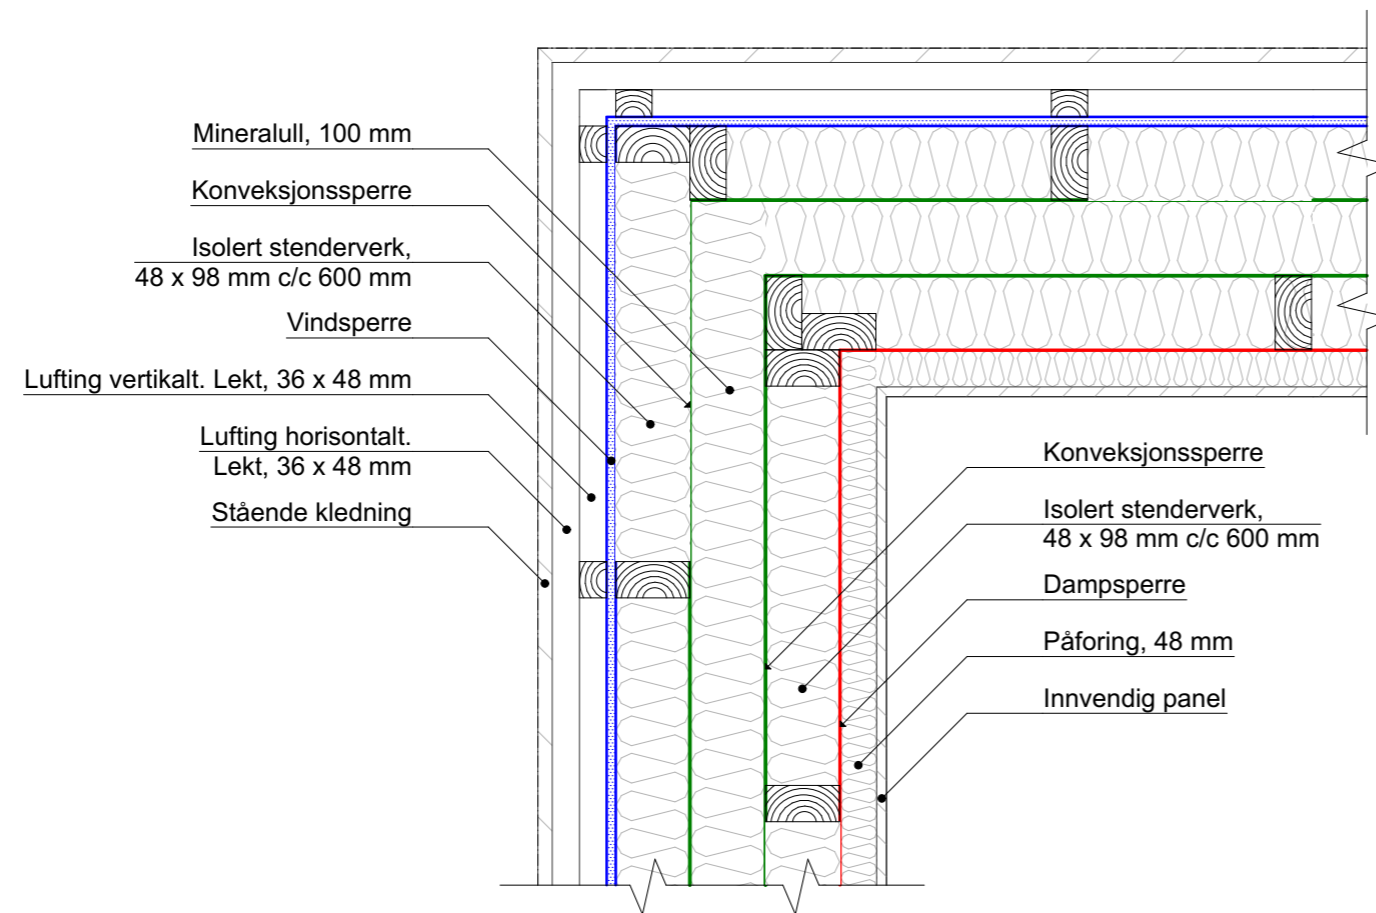 Mineralull, 100 mm
Konveksjonssperre
Isolert stenderverk,
48 x 98 mm c/c 600 mm
Vindsperre
Lufting vertikalt. Lekt, 36 x 48 mm
Lufting horisontalt.
Lekt, 36 x 48 mm
Stående kledning
Konveksjonssperre
Isolert stenderverk,
48 x 98 mm c/c 600 mm
Dampsperre
Påforing, 48 mm
Innvendig panel